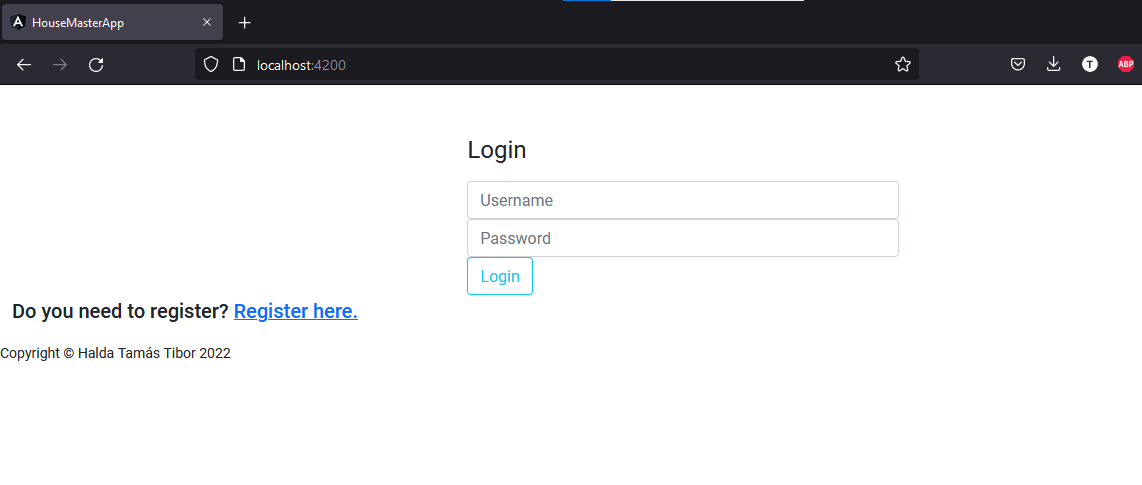 HouseMasterApp
localhost:4200
T
ABP
Login
Username
Password
Login
Do you need to register? Register here.
Copyright © Halda Tamás Tibor 2022